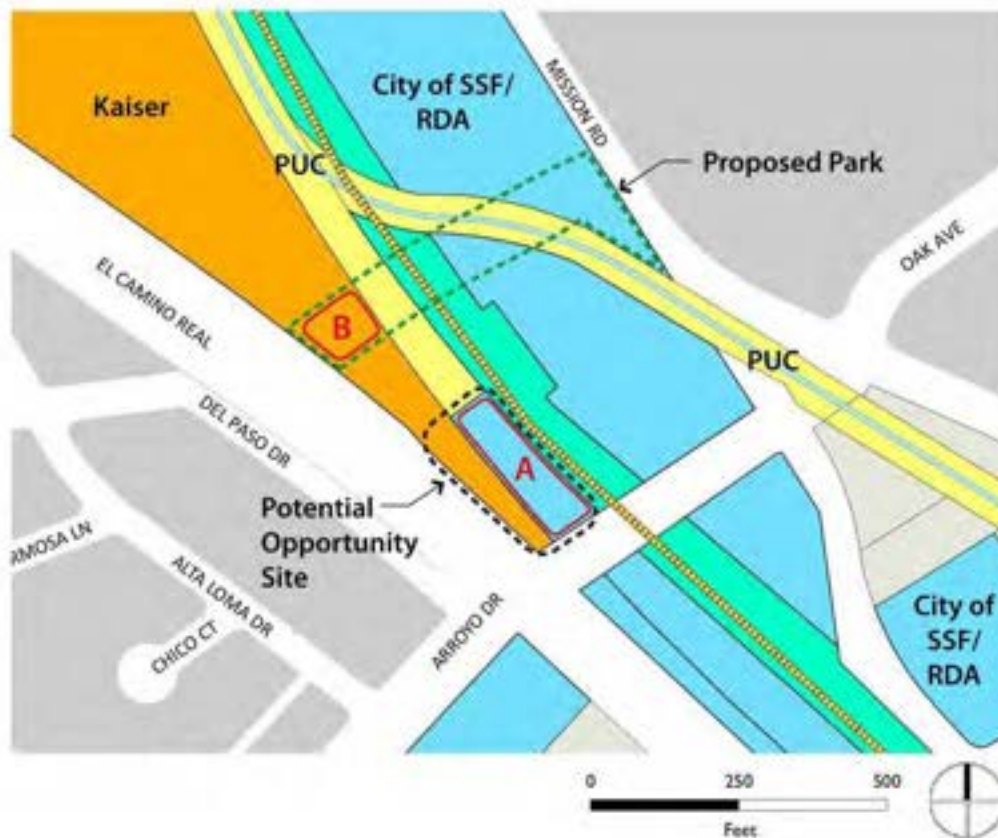 City of SSF/
RDA
Kaiser
MISSION RD
PUC
Proposed Park
OAK AVE
EL CAMINO REAL
B
PUC
DEL PASO DR
A
Potential
Opportunity
Site
RMOSA LN
ALTA LOMA DR
CHICO CT
ARROYO DR
City of
SSF/
RDA
0 250 500
Feet